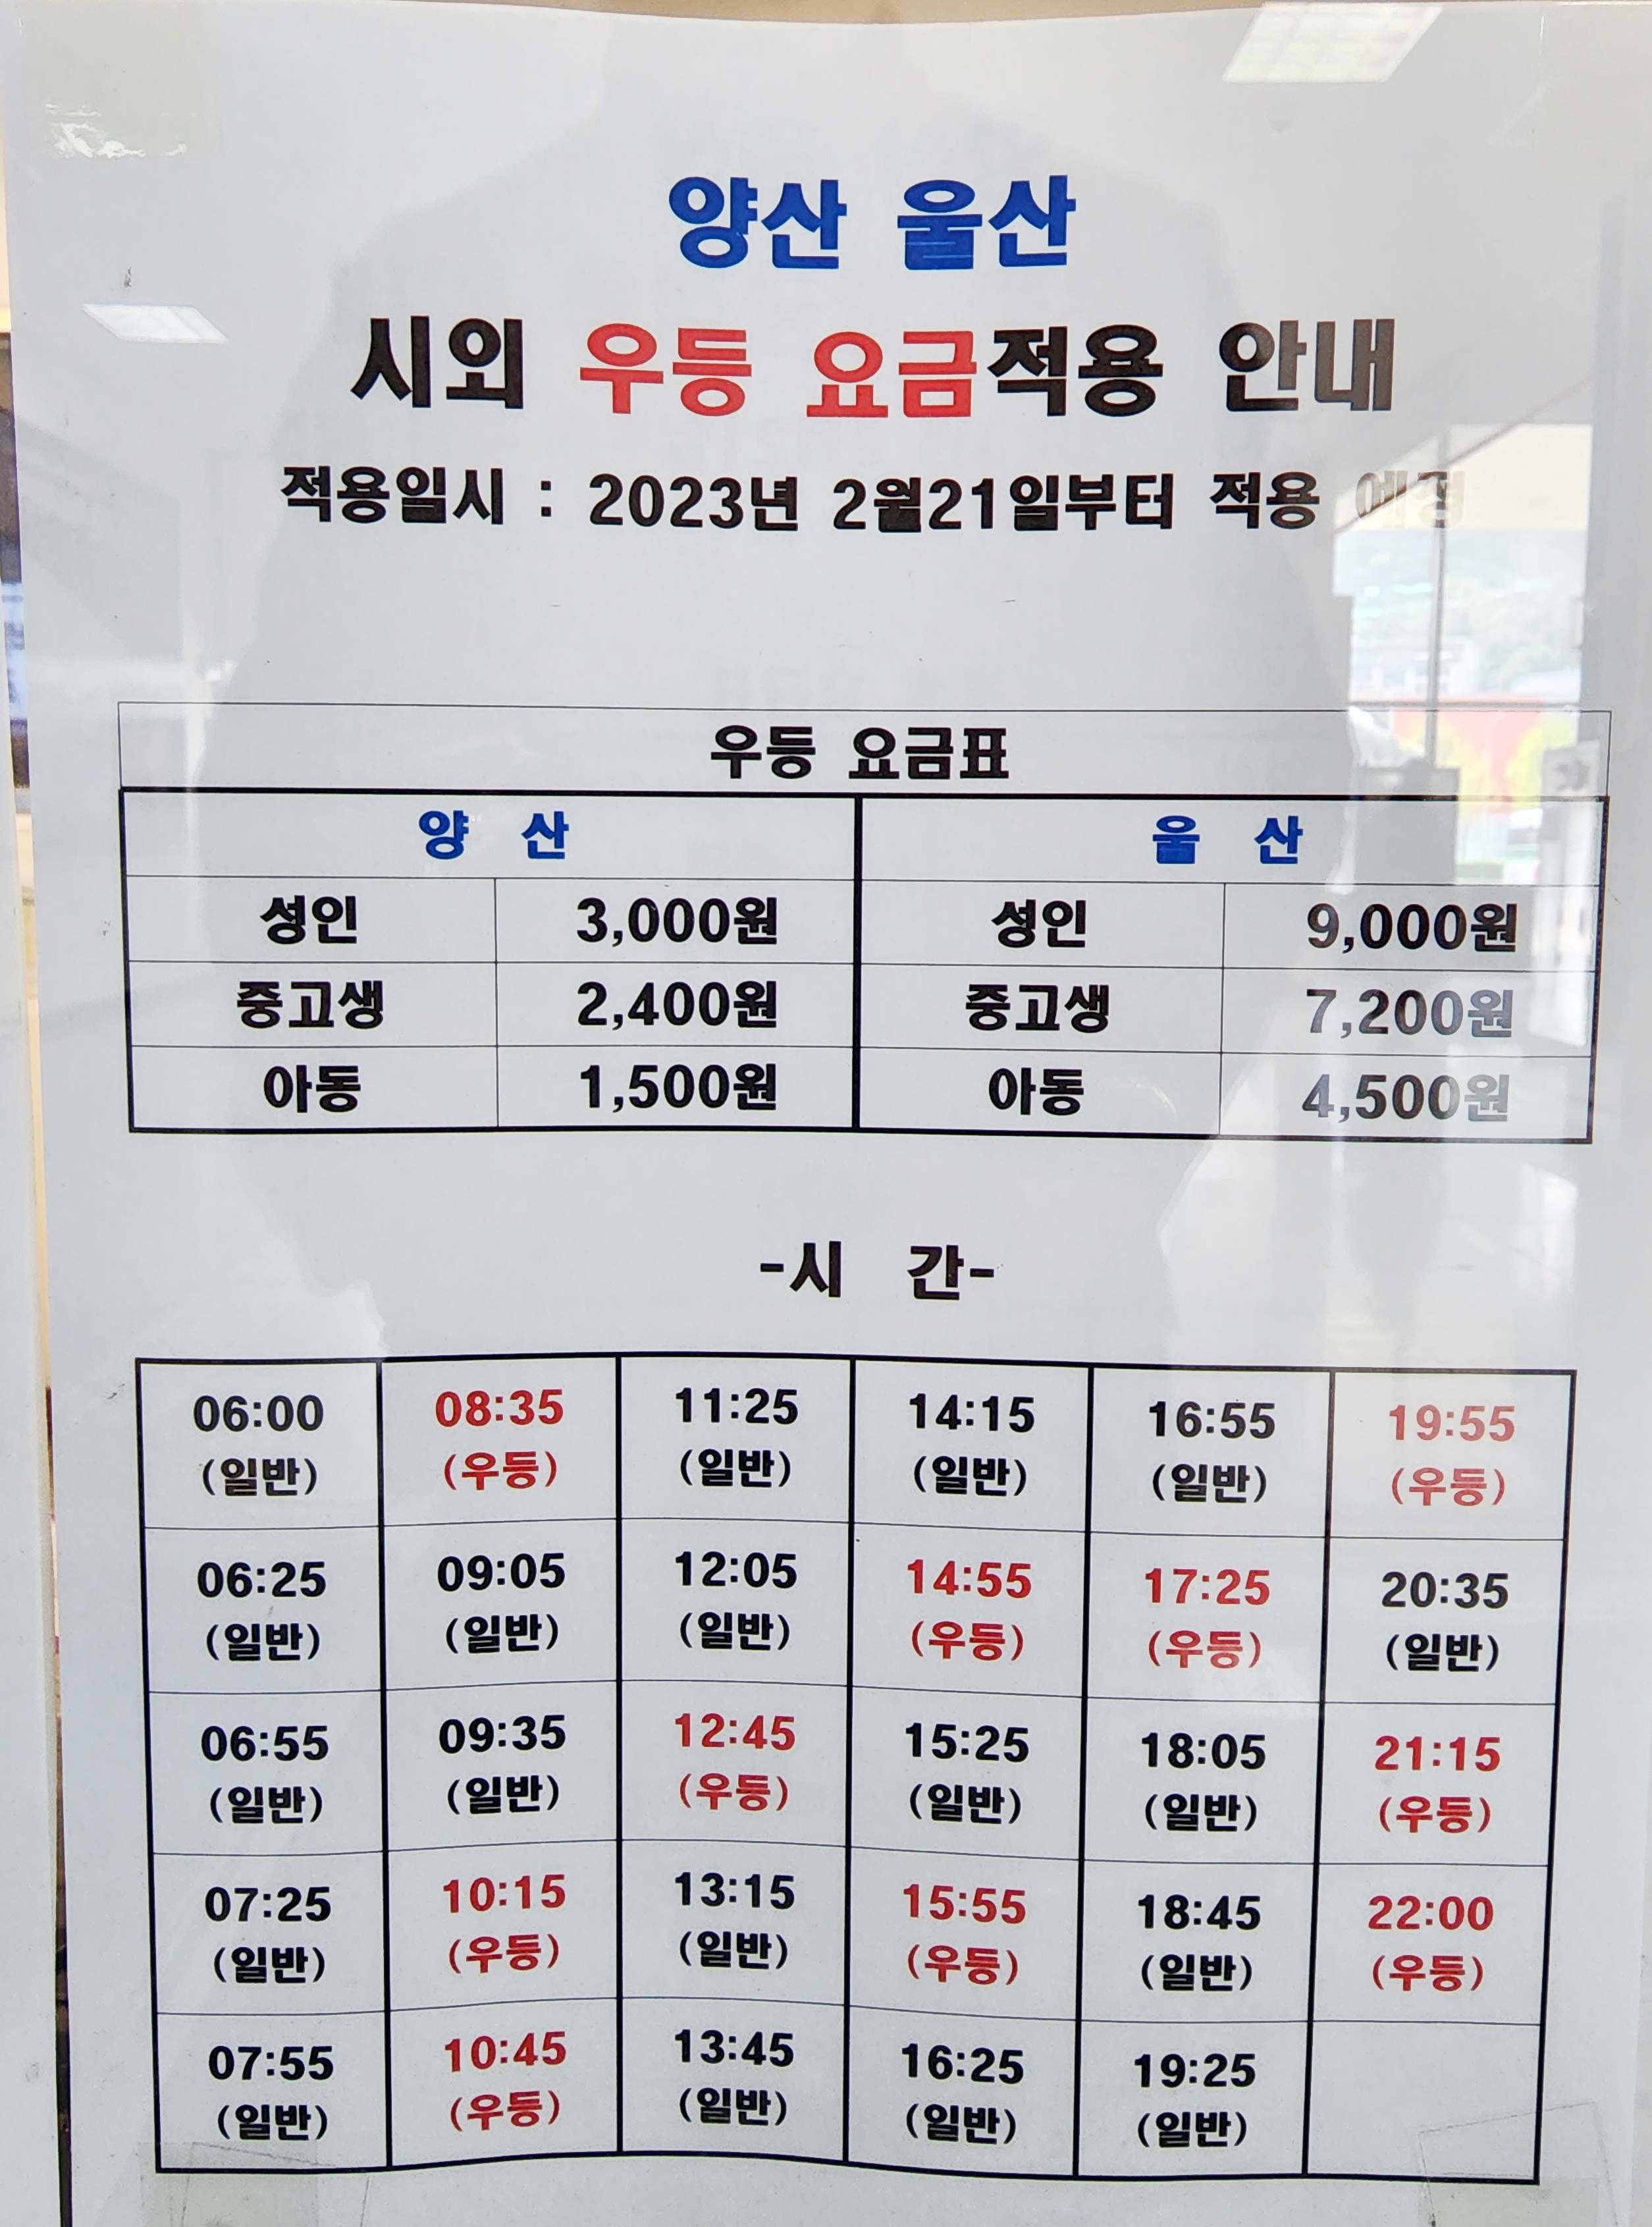 양산 울산
시외 우등 요금적용 안내
적용일시 : 2023년 2월21일부터 적용 예정
우등 요금표
양 산 울 산
성인 3,000원 성인 9,000원
중고생 2,400원 중고생 7,200원
아동 1,500원 아동 4,500원
-시 간-
06:00 08:35 11:25 14:15 16:55 19:55
(일반) (우등) (일반) (일반) (일반) (우등)
06:25 09:05 12:05 14:55 17:25 20:35
(일반) (일반) (일반) (우등) (우등) (일반)
06:55 09:35 12:45 15:25 18:05 21:15
(일반) (일반) (우등) (일반) (일반) (우등)
07:25 10:15 13:15 15:55 18:45 22:00
(일반) (우등) (일반) (우등) (일반) (우등)
07:55 10:45 13:45 16:25 19:25
(일반) (우등) (일반) (일반) (일반)